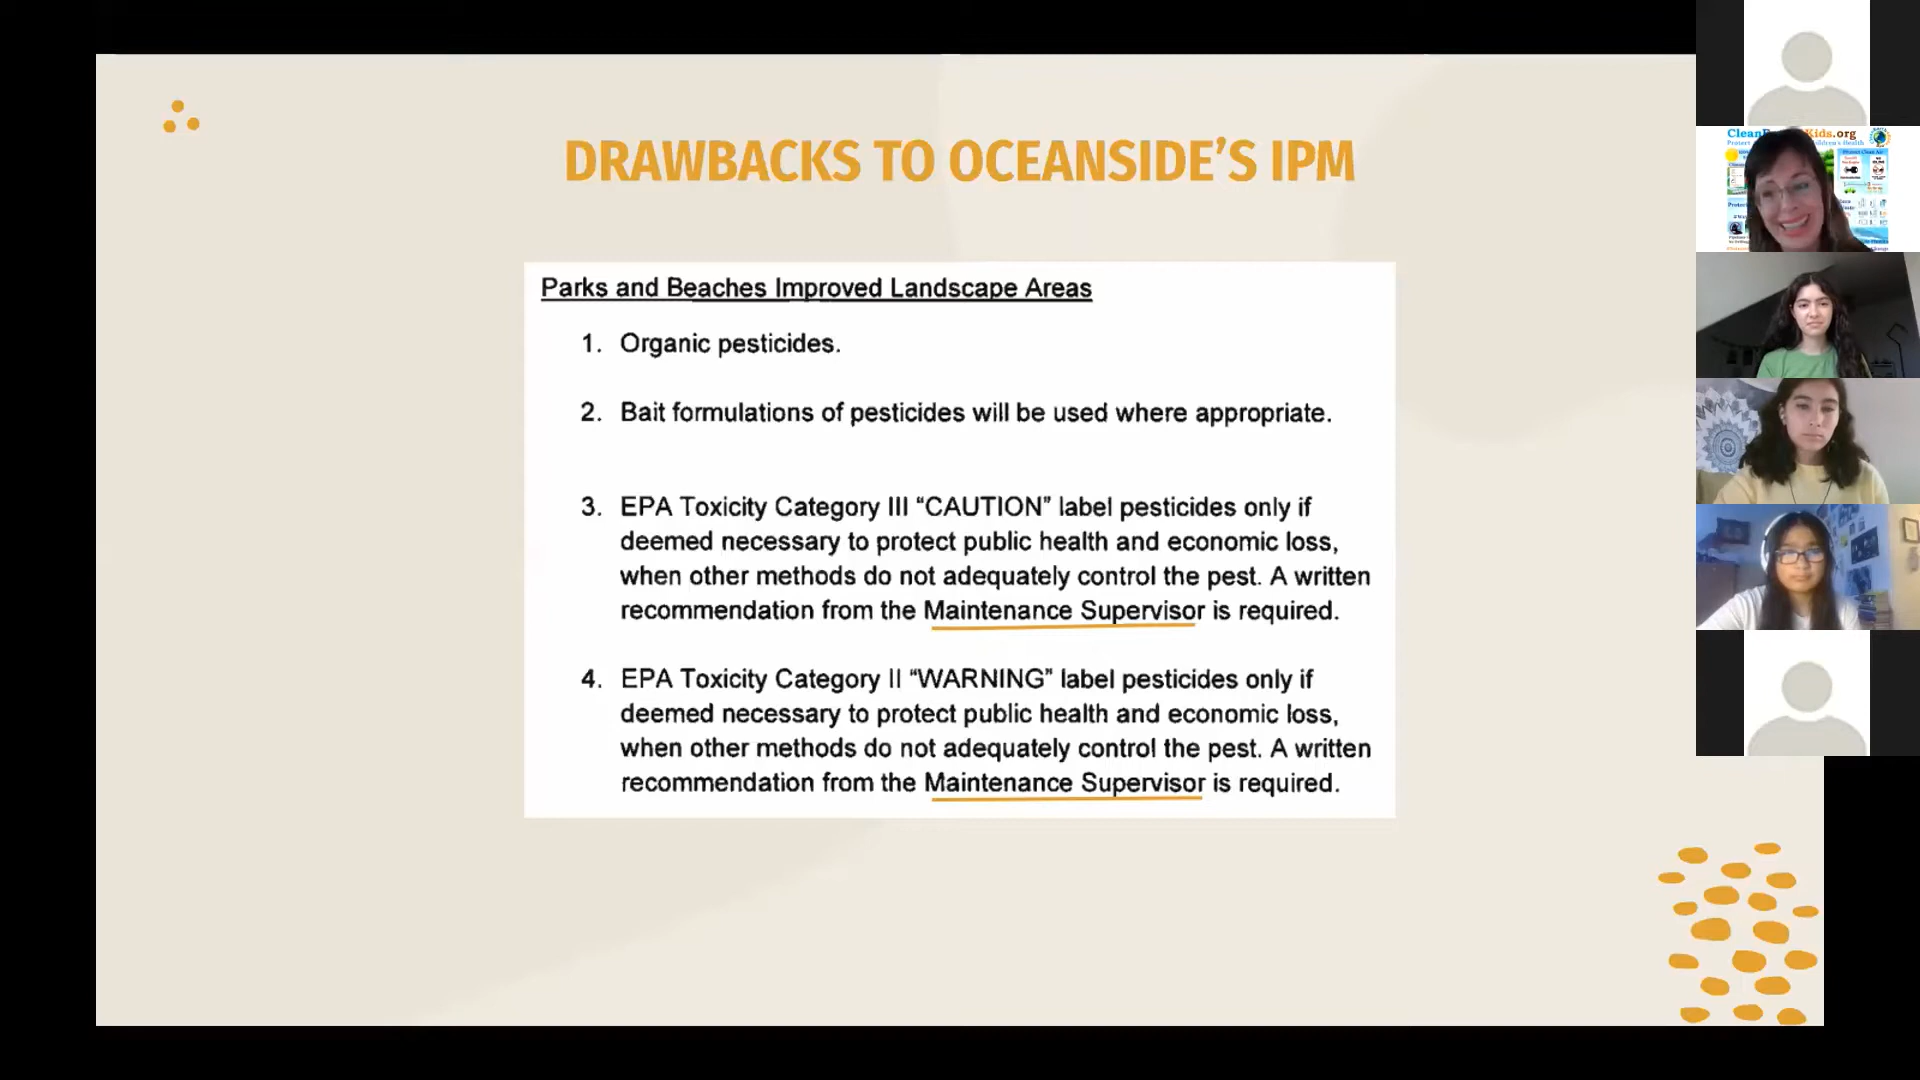 DRAWBACKS TO OCEANSIDE’S IPM
Parks and Beaches Improved Landscape Areas
1. Organic pesticides.
2. Bait formulations of pesticides will be used where appropriate.
3. EPA Toxicity Category III “CAUTION” label pesticides only if
deemed necessary to protect public health and economic loss,
when other methods do not adequately control the pest. A written
recommendation from the Maintenance Supervisor is required.
4. EPA Toxicity Category II “WARNING” label pesticides only if
deemed necessary to protect public health and economic loss,
when other methods do not adequately control the pest. A written
recommendation from the Maintenance Supervisor is required.
Kids.org